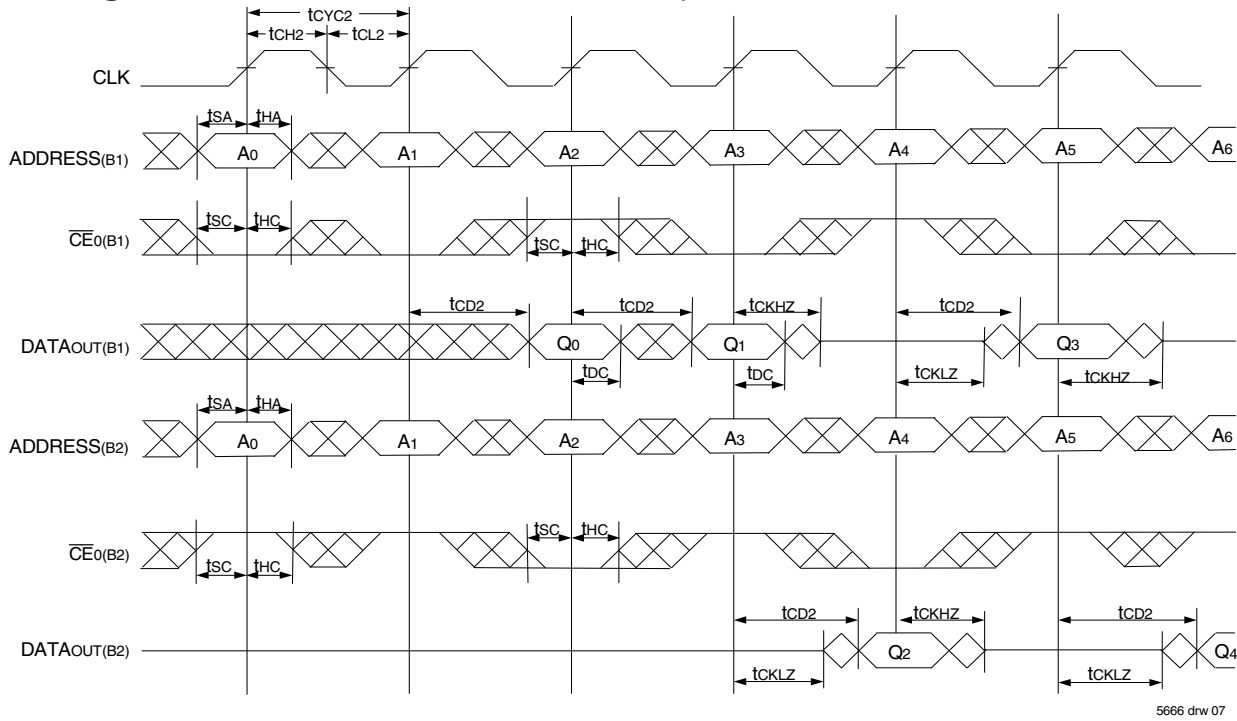 tCYC2
tCH2 tCL2
CLK
tSA tHA
ADDRESS(B1) A0 A1 A2 A3 A4 A5 A6
tSC tHC
CE0(B1)
tSC tHC
tCD2 tCD2 tCKHZ tCD2
DATAOUT(B1) Q0 Q1 Q3
tDC tDC tCKLZ tCKHZ
tSA tHA
ADDRESS(B2) A0 A1 A2 A3 A4 A5 A6
tSC tHC
CE0(B2)
tSC tHC
tCD2 tCKHZ tCD2
DATAOUT(B2) Q2 Q4
tCKLZ tCKLZ
5666 drw 07